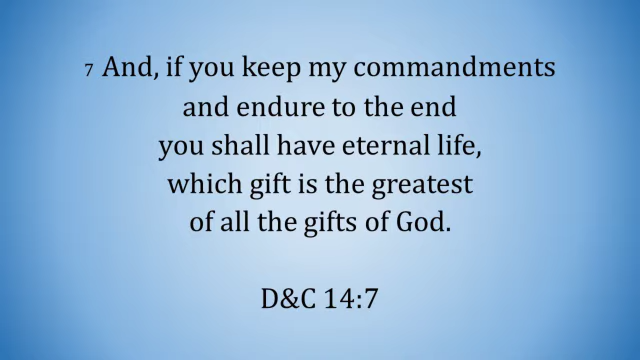 7 And, if you keep my commandments
and endure to the end
you shall have eternal life,
which gift is the greatest
of all the gifts of God.
D&C 14:7